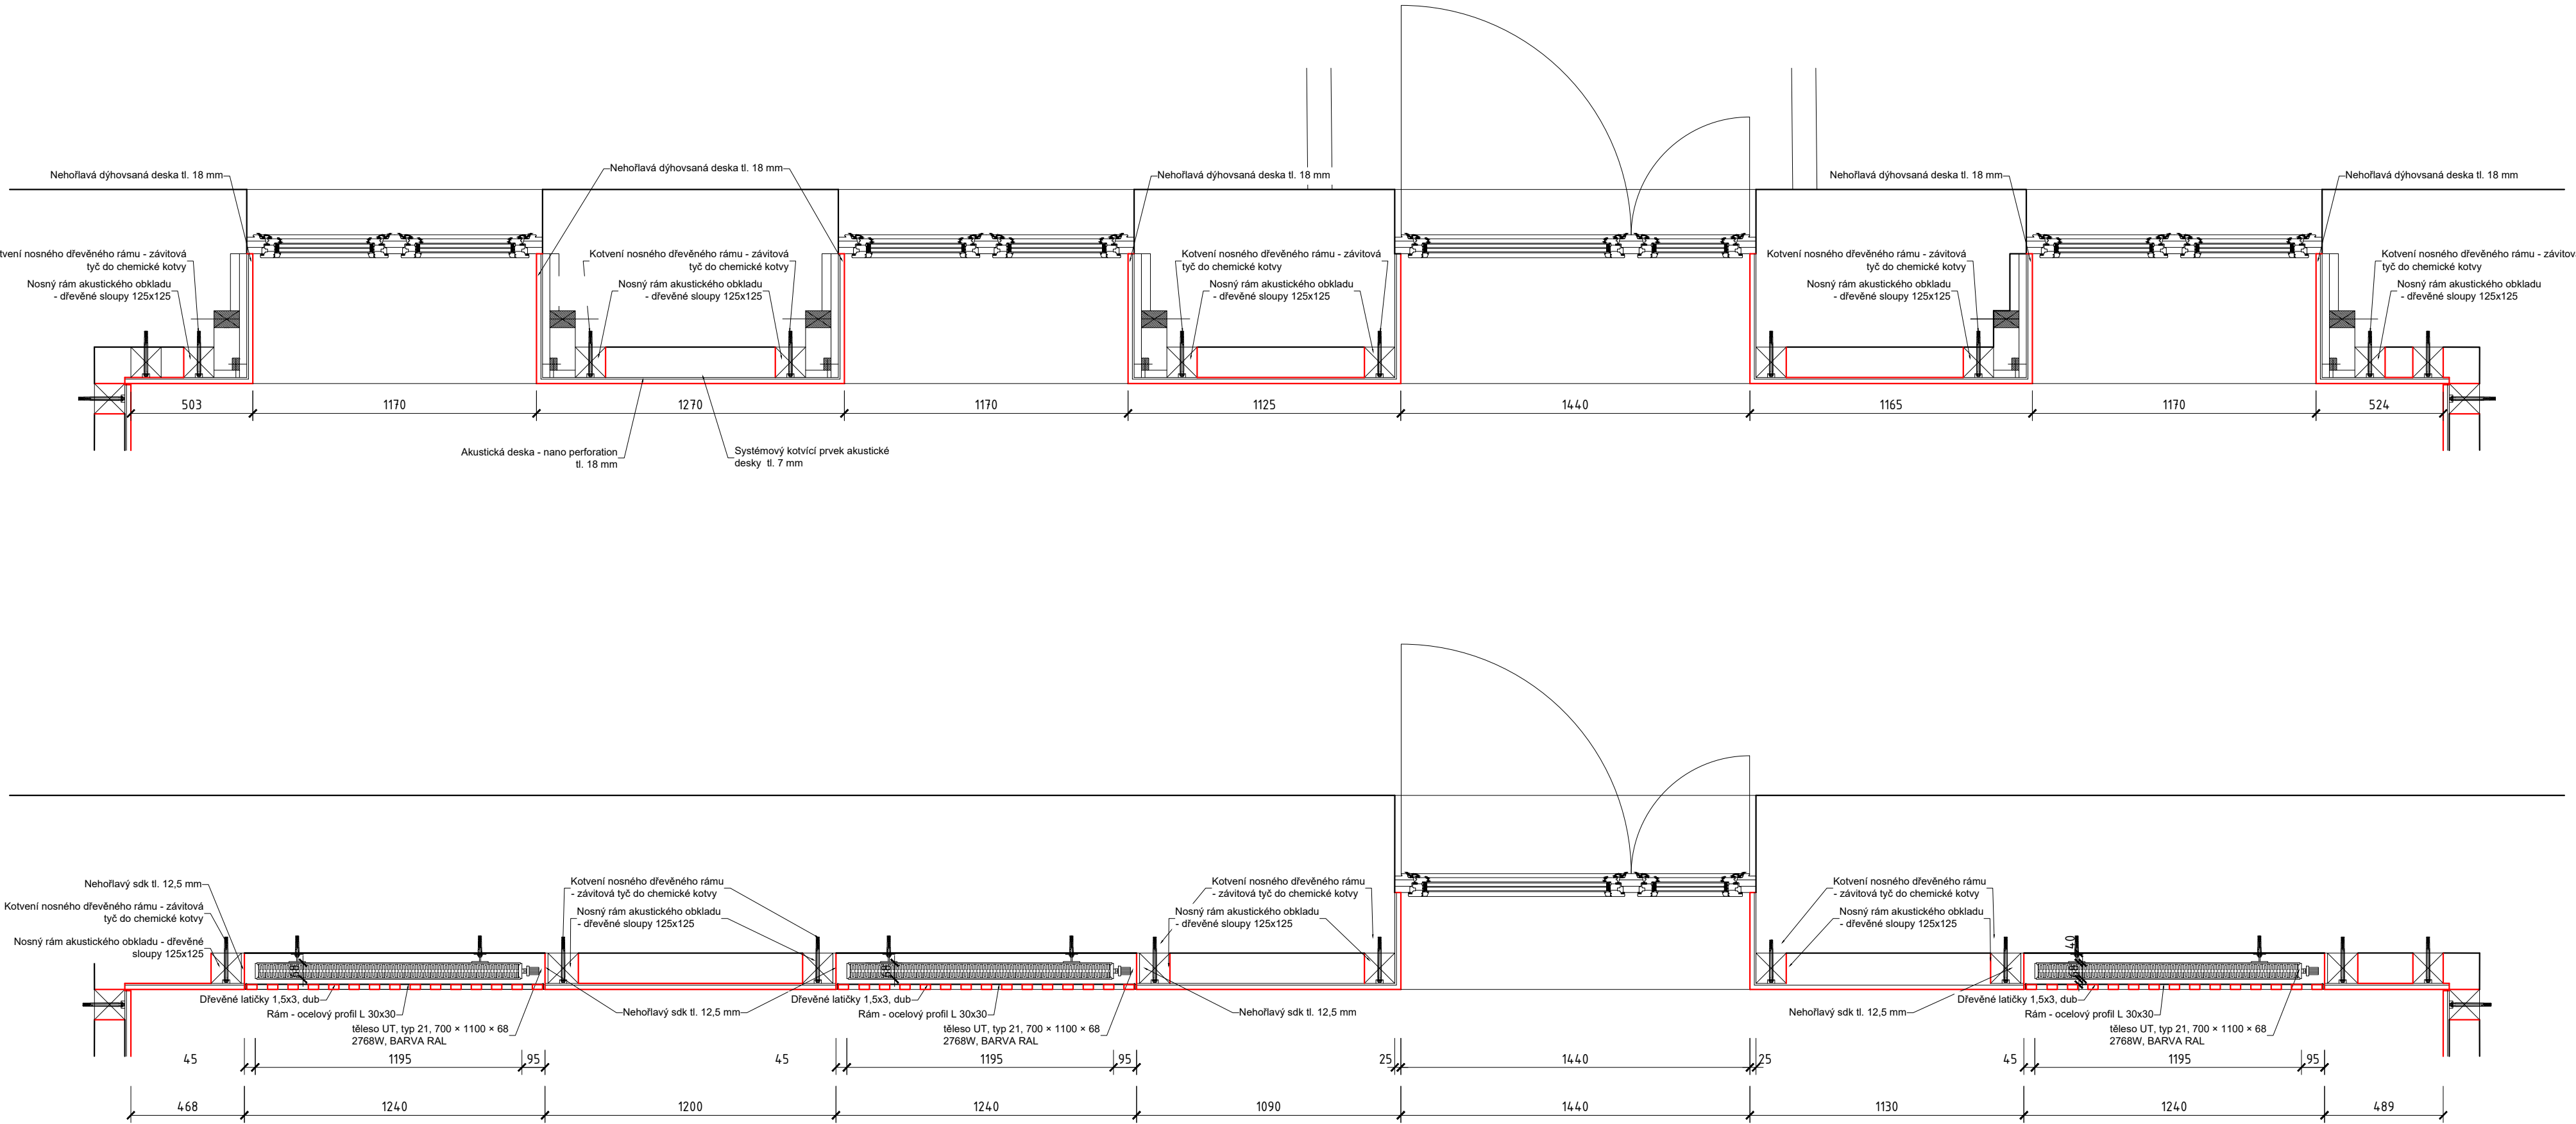 Nehořlavá dýhovsaná deska tl. 18 mm
Nehořlavá dýhovsaná deska tl. 18 mm
Nehořlavá dýhovsaná deska tl. 18 mm
Nehořlavá dýhovsaná deska tl. 18 mm
Nehořlavá dýhovsaná deska tl. 18 mm
tvení nosného dřevěného rámu - závitová
tyč do chemické kotvy
Nosný rám akustického obkladu
- dřevěné sloupy 125x125
Kotvení nosného dřevěného rámu - závitová
tyč do chemické kotvy
Nosný rám akustického obkladu
- dřevěné sloupy 125x125
Kotvení nosného dřevěného rámu - závitová
tyč do chemické kotvy
Nosný rám akustického obkladu
- dřevěné sloupy 125x125
Kotvení nosného dřevěného rámu - závitová
tyč do chemické kotvy
Nosný rám akustického obkladu
- dřevěné sloupy 125x125
Kotvení nosného dřevěného rámu - závitov
tyč do chemické kotvy
Nosný rám akustického obkladu
- dřevěné sloupy 125x125
503 1170 1270 1170 1125 1440 1165 1170 524
Akustická deska - nano perforation
tl. 18 mm
Systémový kotvící prvek akustické
desky tl. 7 mm
Nehořlavý sdk tl. 12,5 mm
Kotvení nosného dřevěného rámu - závitová
tyč do chemické kotvy
Nosný rám akustického obkladu - dřevěné
sloupy 125x125
Kotvení nosného dřevěného rámu
- závitová tyč do chemické kotvy
Nosný rám akustického obkladu
- dřevěné sloupy 125x125
Kotvení nosného dřevěného rámu
- závitová tyč do chemické kotvy
Nosný rám akustického obkladu
- dřevěné sloupy 125x125
Kotvení nosného dřevěného rámu
- závitová tyč do chemické kotvy
Nosný rám akustického obkladu
- dřevěné sloupy 125x125
40
68
68
Dřevěné latičky 1,5x3, dub
Rám - ocelový profil L 30x30
těleso UT, typ 21, 700 × 1100 × 68
2768W, BARVA RAL
Nehořlavý sdk tl. 12,5 mm
Dřevěné latičky 1,5x3, dub
Rám - ocelový profil L 30x30
těleso UT, typ 21, 700 × 1100 × 68
2768W, BARVA RAL
Nehořlavý sdk tl. 12,5 mm
Nehořlavý sdk tl. 12,5 mm
Dřevěné latičky 1,5x3, dub
Rám - ocelový profil L 30x30
těleso UT, typ 21, 700 × 1100 × 68
2768W, BARVA RAL
45 1195 95 45 1195 95 25 1440 25 45 1195 95
468 1240 1200 1240 1090 1440 1130 1240 489